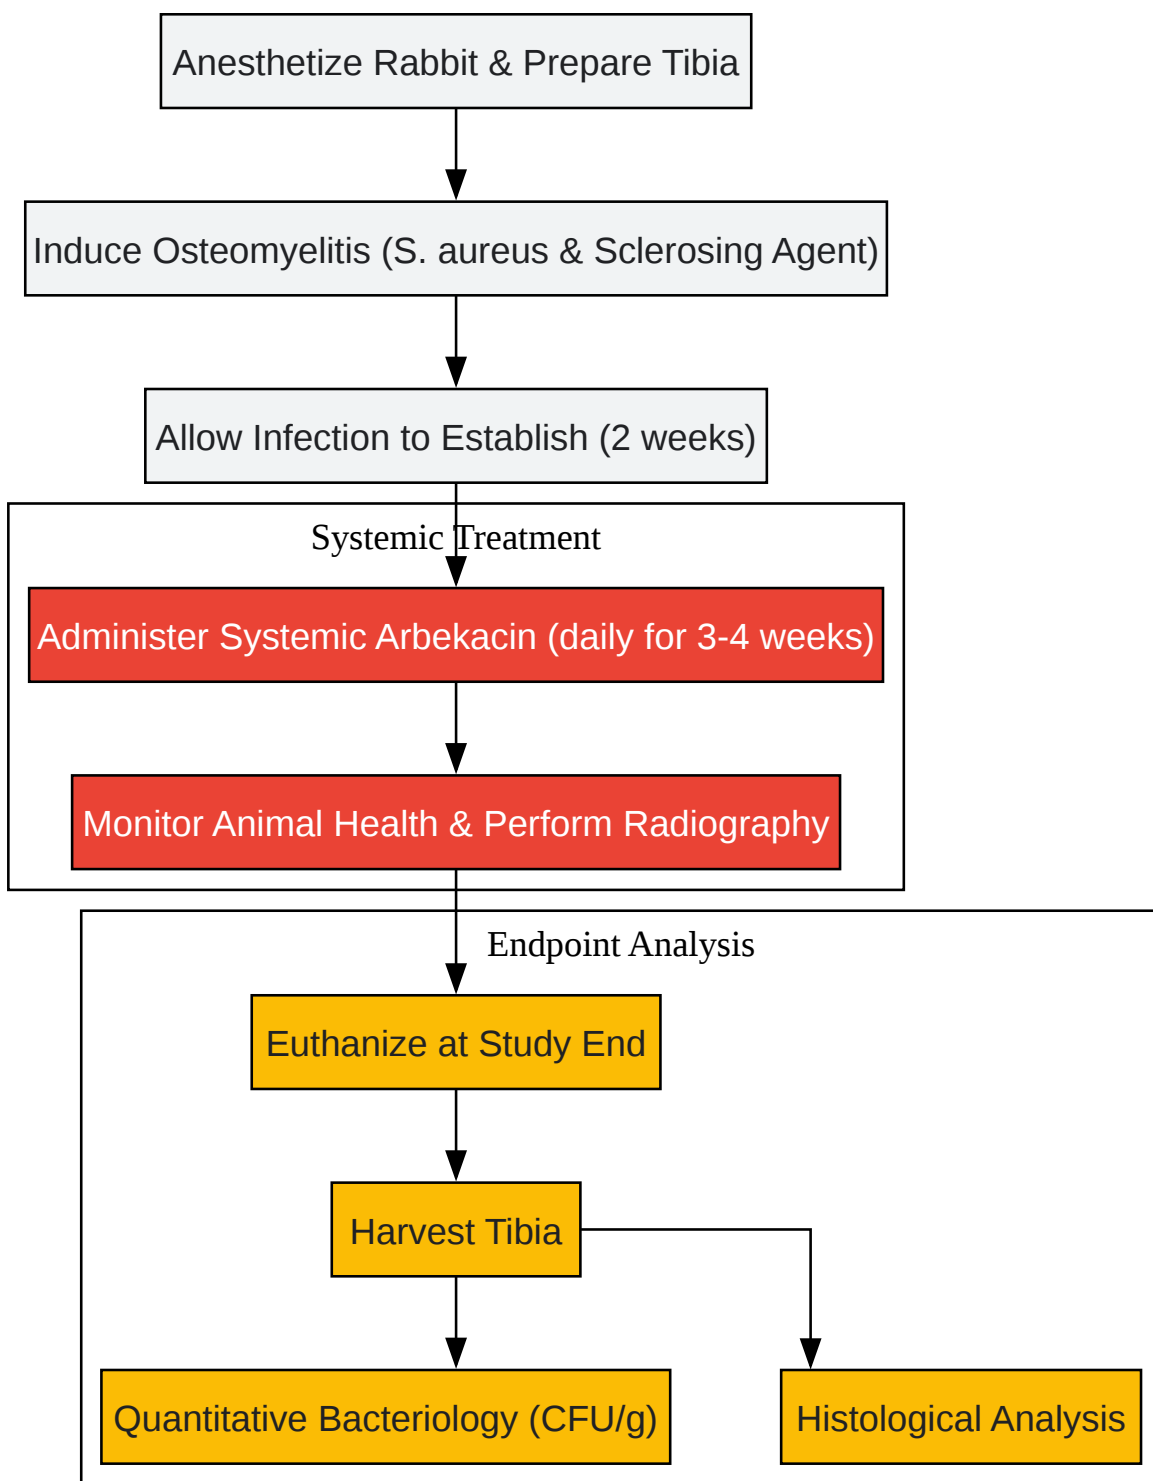 Anesthetize Rabbit & Prepare Tibia
Induce Osteomyelitis (S. aureus & Sclerosing Agent)
Allow Infection to Establish (2 weeks)
Systemic Treatment
Administer Systemic Arbekacin (daily for 3-4 weeks)
Monitor Animal Health & Perform Radiography
Endpoint Analysis
Euthanize at Study End
Harvest Tibia
Quantitative Bacteriology (CFU/g)
Histological Analysis